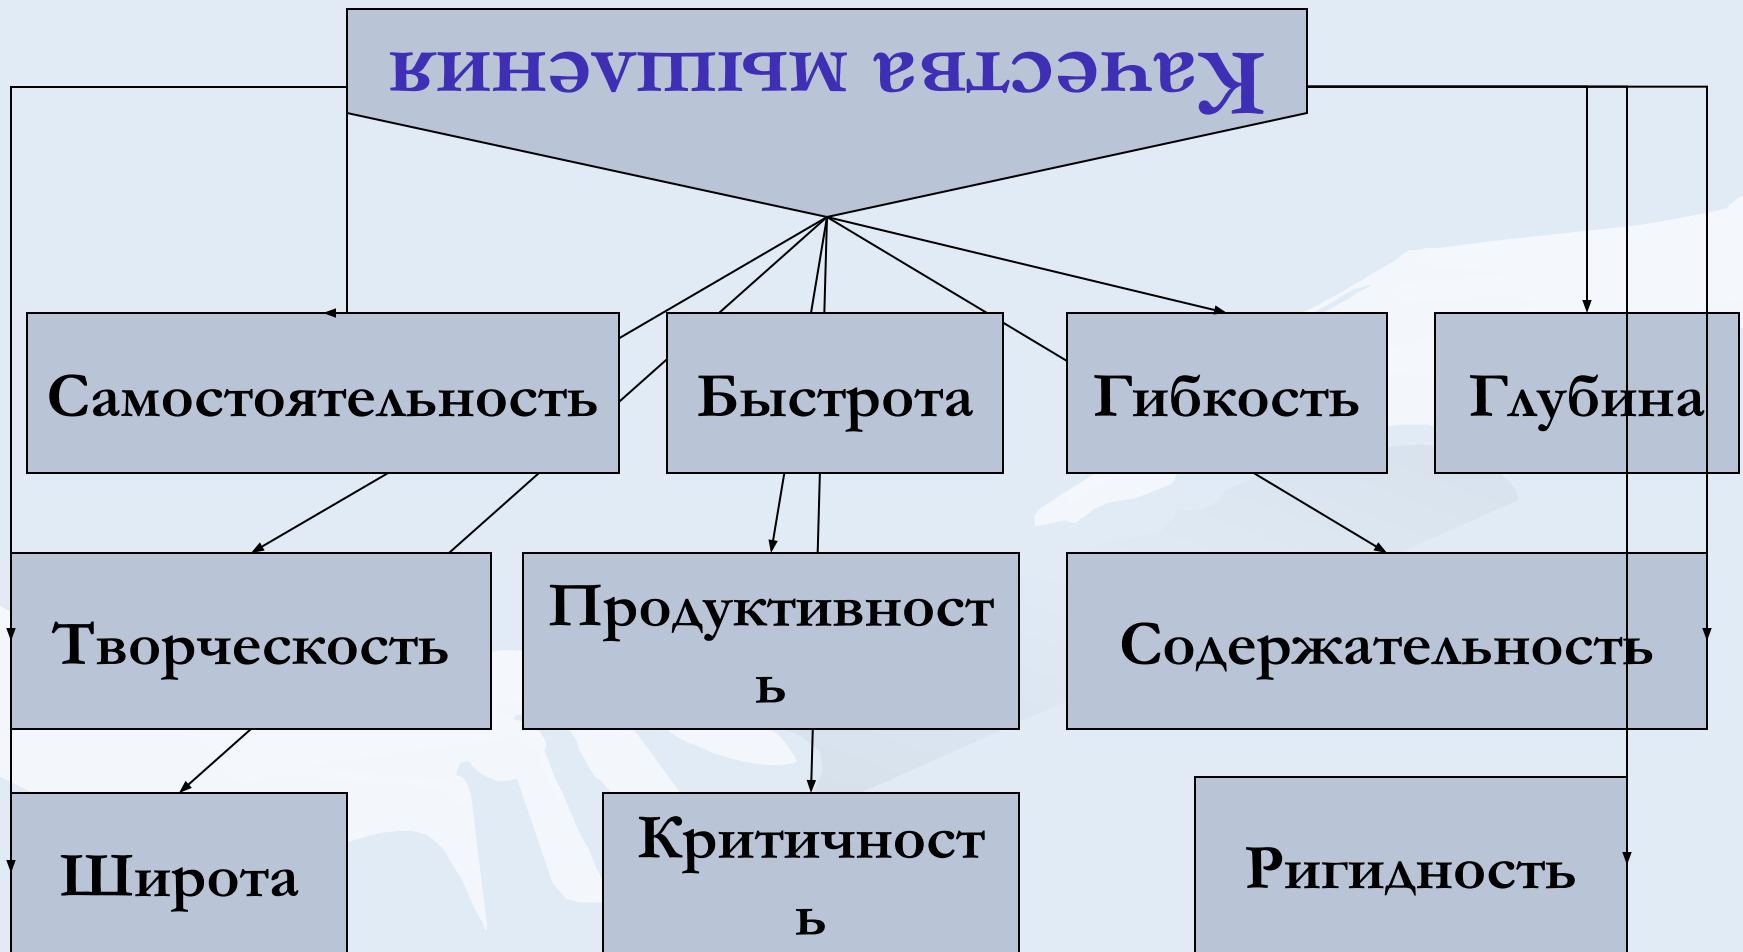 Качества мышления
Самостоятельность
Быстрота
Гибкость
Глубина
Творческость
Продуктивност
ь
Содержательность
Широта
Критичност
ь
Ригидность